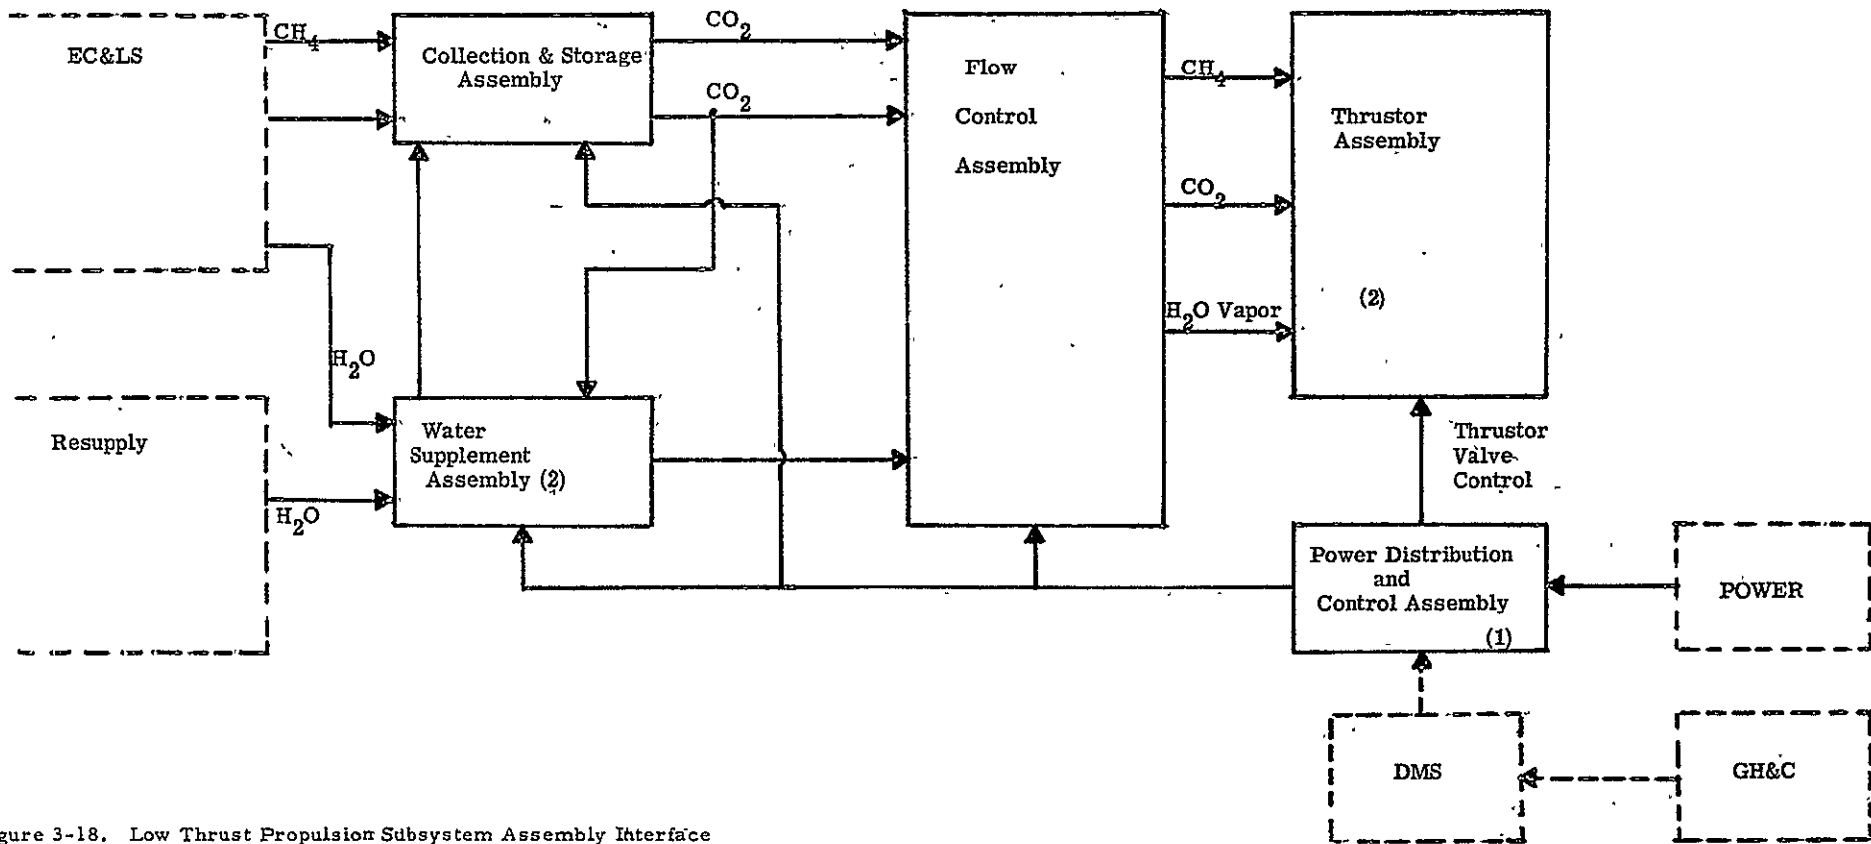 EC&LS
CH4
Collection & Storage
Assembly
CO2
CO2
Flow
Control
Assembly
CH4
CO2
H2O Vapor
Thrustor
Assembly
(2)
H2O
Resupply
H2O
Water
Supplement
Assembly (2)
Thrustor
Valve
Control
Power Distribution
and
Control Assembly
(1)
POWER
DMS
GH&C
gure 3-18. Low Thrust Propulsion Subsystem Assembly Interface